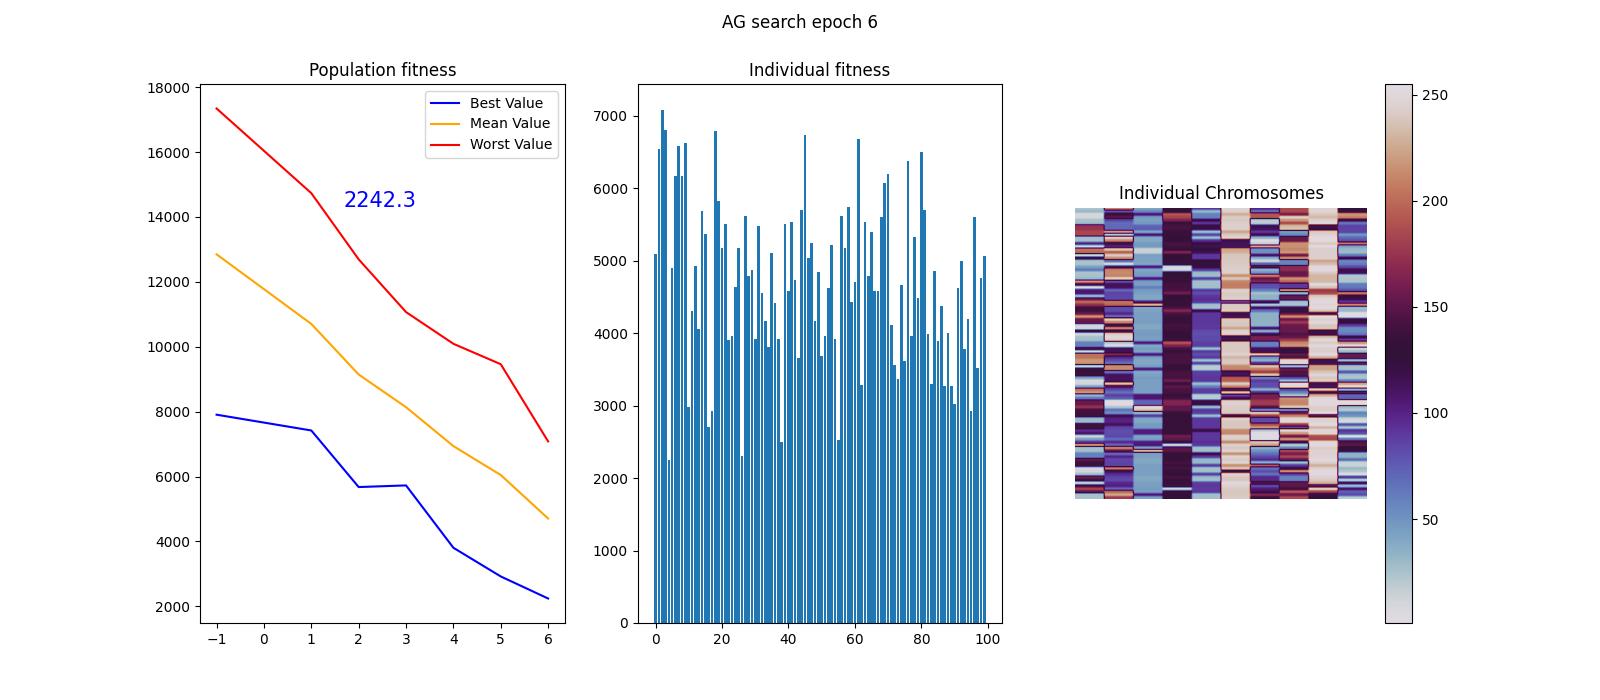 AG search epoch 6
Population fitness
18000
16000
14000
12000
10000
8000
6000
4000
2000
−1 0 1 2 3 4 5 6
Best Value
Mean Value
Worst Value
2242.3
Individual fitness
7000
6000
5000
4000
3000
2000
1000
0
0 20 40 60 80 100
Individual Chromosomes
250
200
150
100
50